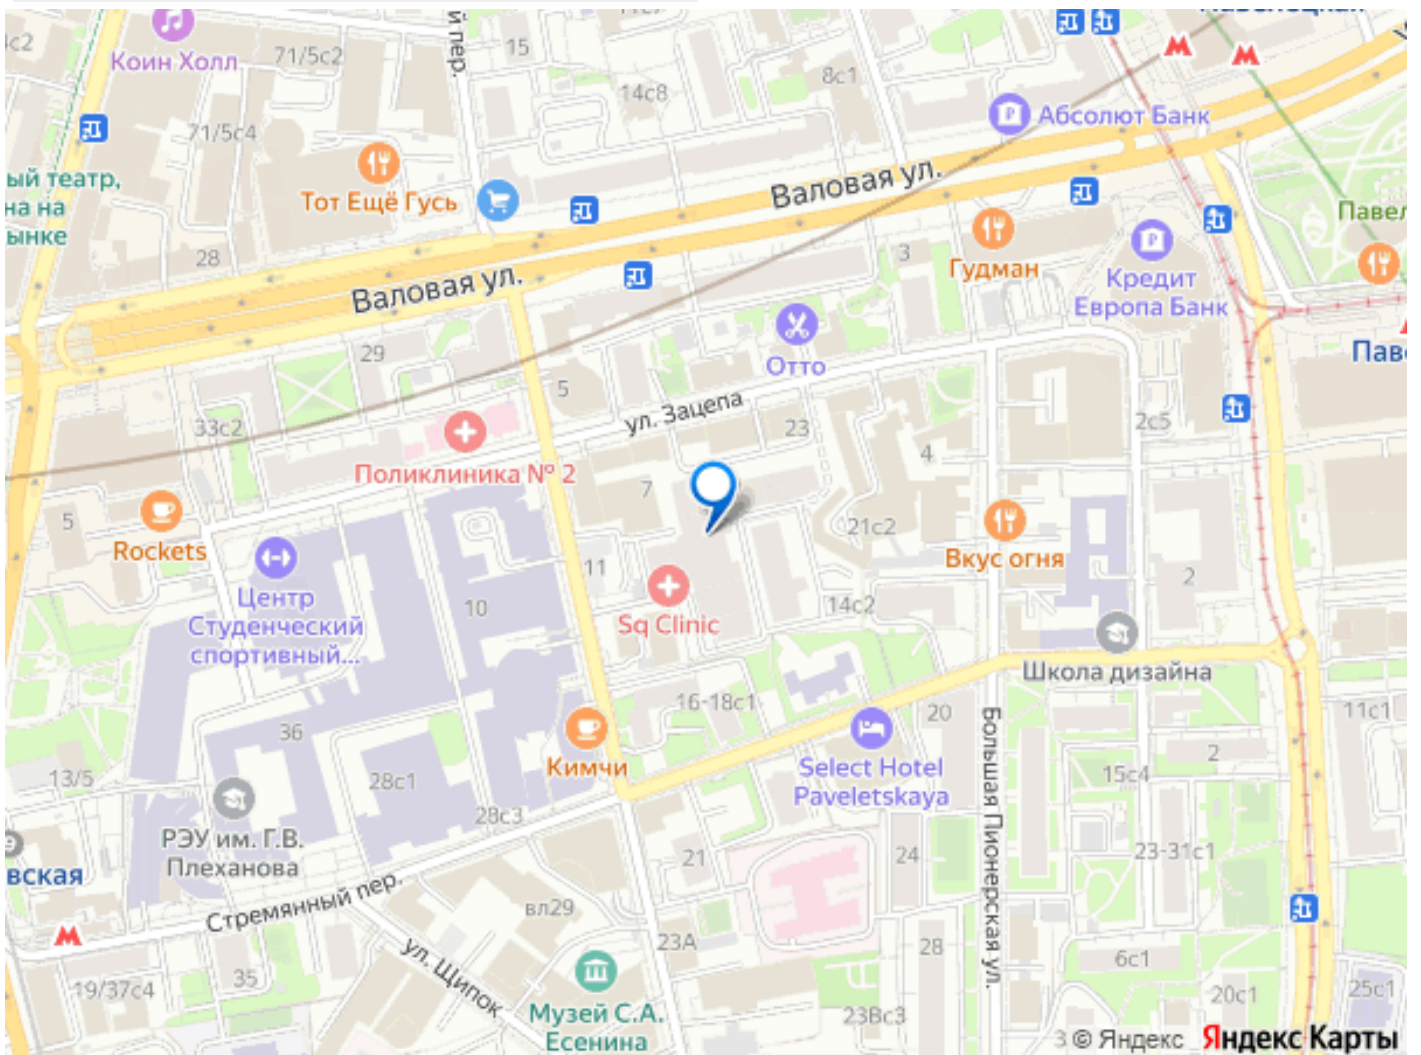 15
71/5с2
Коин Холл
8с1
14с8
Абсолют Банк
71/5с4
ый театр,
на на
ынке
Тот Ещё Гусь
Валовая ул.
Павел
28
3
Гудман
Кредит
Европа Банк
Валовая ул.
29
Отто
5
ул. Зацепа
33с2
23
2с5
4
Поликлиника № 2
7
5
Rockets
21с2
Вкус огня
11
2
Центр
Студенческий
спортивный...
10
14с2
Sq Clinic
Школа дизайна
16-18с1
20
11с1
36
Большая Пионерская ул.
2
13/5
28с1
Кимчи
Select Hotel
Paveletskaya
15с4
28с3
РЭУ им. Г.В.
Плеханова
21
24
23-31с1
вская
Стремянный пер.
вл29
23А
28
ул. Щипок
6с1
35
19/37с4
20с1
25с1
Музей С.А.
Есенина
23Вс3
3
© Яндекс Яндекс Карты